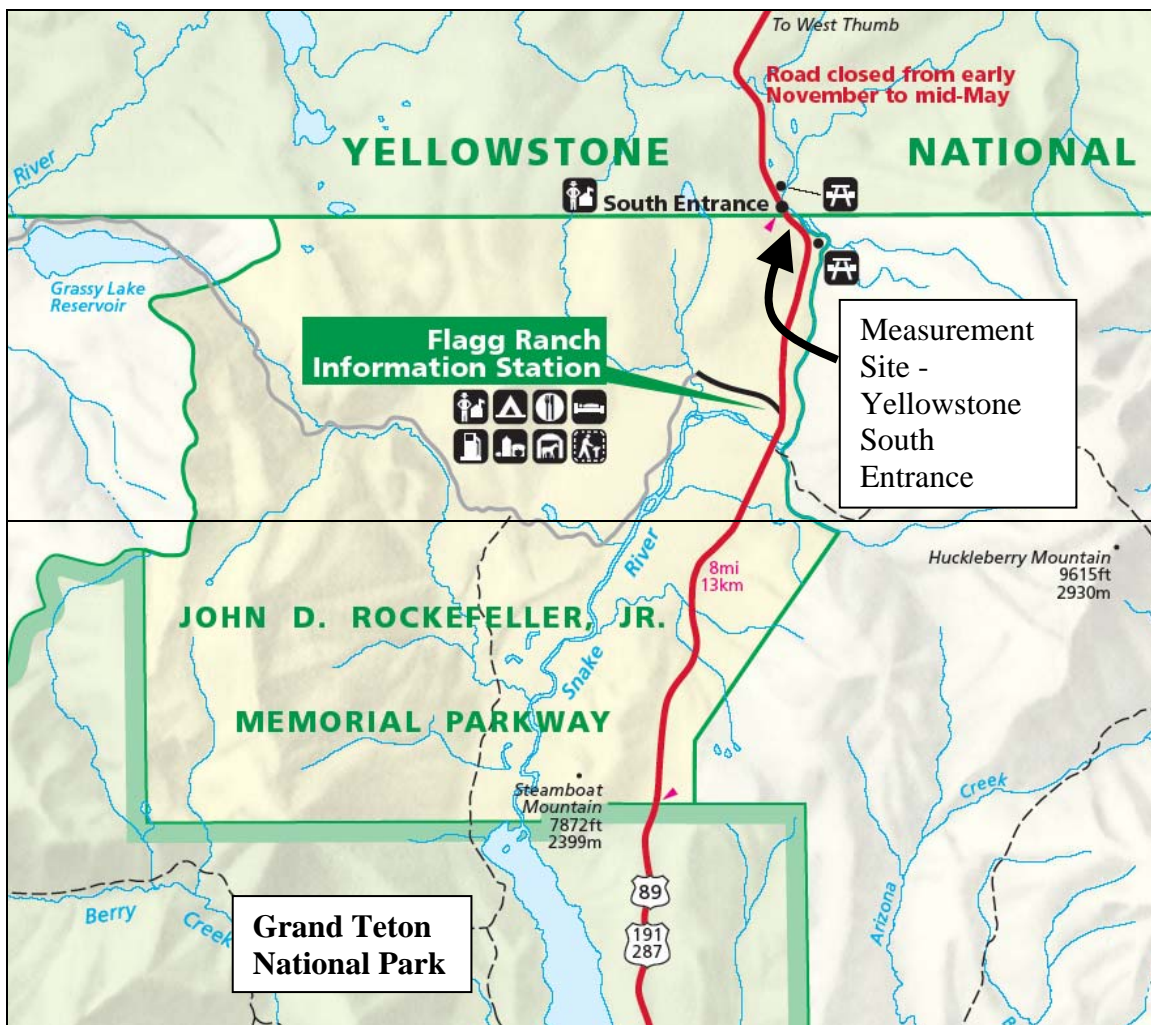 To West Thumb
Road closed from early
November to mid-May
YELLOWSTONE NATIONAL
River
South Entrance
Grassy Lake
Reservoir
Flagg Ranch
Information Station
Measurement
Site -
Yellowstone
South
Entrance
Huckleberry Mountain
9615ft
2930m
8mi
13km
River
Snake
JOHN D. ROCKEFELLER, JR.
MEMORIAL PARKWAY
Steamboat
Mountain
7872ft
2399m
Creek
89
191
287
Arizona
Berry
Creek
Grand Teton
National Park